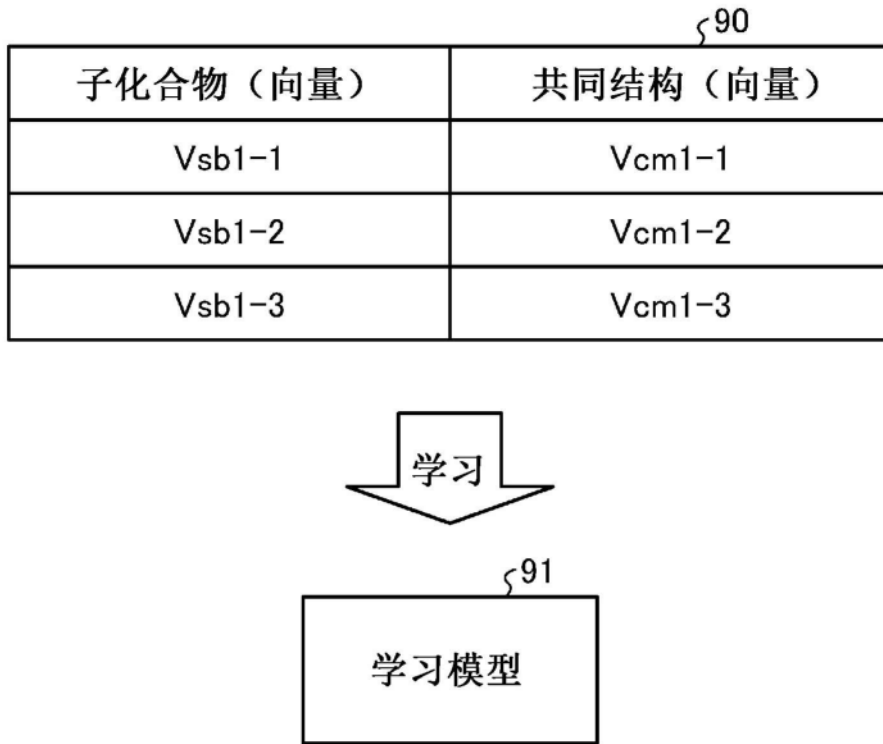 90
子化合物（向量） 共同结构（向量）
Vsb1-1 Vcm1-1
Vsb1-2 Vcm1-2
Vsb1-3 Vcm1-3
学习
91
学习模型